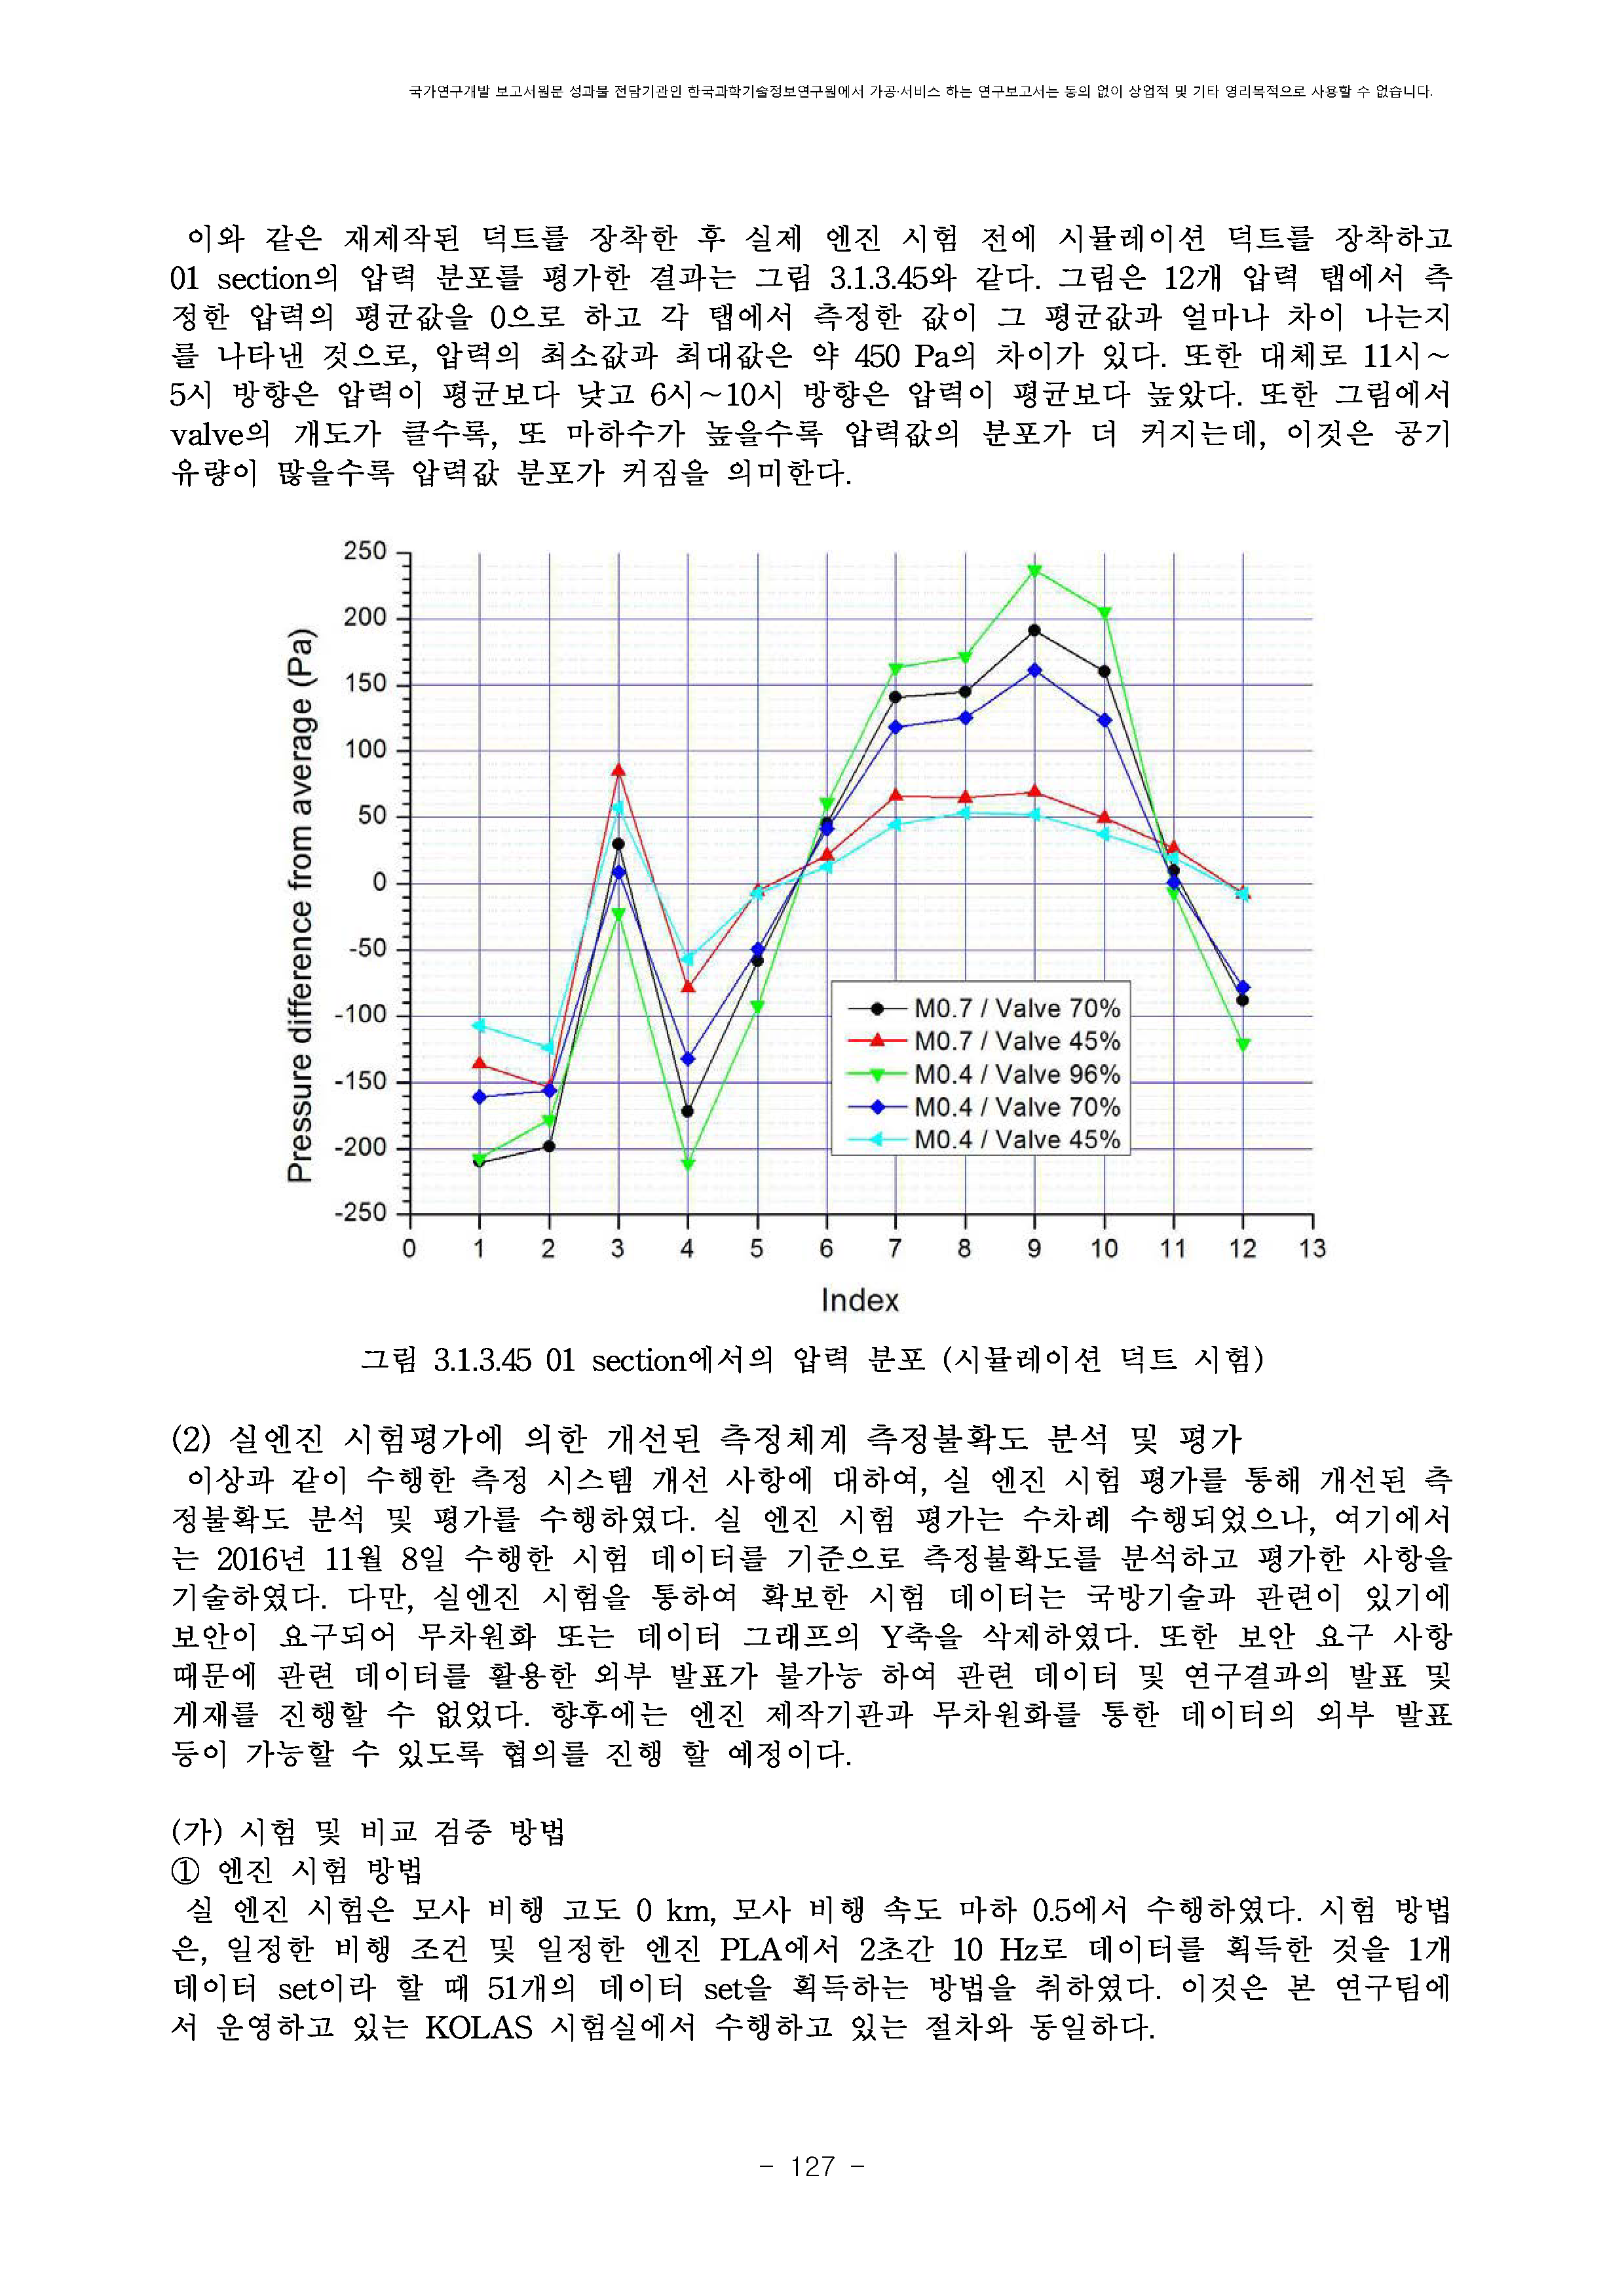 국가연구개발 보고서원문 성과물 전담기관인 한국과학기술정보연구원에서 가공·서비스 하는 연구보고서는 동의 없이 상업적 및 기타 영리목적으로 사용할 수 없습니다.
이와 같은 재제작된 덕트를 장착한 후 실제 엔진 시험 전에 시뮬레이션 덕트를 장착하고
01 section의 압력 분포를 평가한 결과는 그림 3.1.3.45와 같다. 그림은 12개 압력 탭에서 측
정한 압력의 평균값을 0으로 하고 각 탭에서 측정한 값이 그 평균값과 얼마나 차이 나는지
를 나타낸 것으로, 압력의 최소값과 최대값은 약 450 Pa의 차이가 있다. 또한 대체로 11시~
5시 방향은 압력이 평균보다 낮고 6시~10시 방향은 압력이 평균보다 높았다. 또한 그림에서
valve의 개도가 클수록, 또 마하수가 높을수록 압력값의 분포가 더 커지는데, 이것은 공기
유량이 많을수록 압력값 분포가 커짐을 의미한다.
Pressure difference from average (Pa)
250
200
150
100
50
0
-50
-100
-150
-200
-250
M0.7 / Valve 70%
M0.7 / Valve 45%
M0.4 / Valve 96%
M0.4 / Valve 70%
M0.4 / Valve 45%
0 1 2 3 4 5 6 7 8 9 10 11 12 13
Index
그림 3.1.3.45 01 section에서의 압력 분포 (시뮬레이션 덕트 시험)
(2) 실엔진 시험평가에 의한 개선된 측정체계 측정불확도 분석 및 평가
이상과 같이 수행한 측정 시스템 개선 사항에 대하여, 실 엔진 시험 평가를 통해 개선된 측
정불확도 분석 및 평가를 수행하였다. 실 엔진 시험 평가는 수차례 수행되었으나, 여기에서
는 2016년 11월 8일 수행한 시험 데이터를 기준으로 측정불확도를 분석하고 평가한 사항을
기술하였다. 다만, 실엔진 시험을 통하여 확보한 시험 데이터는 국방기술과 관련이 있기에
보안이 요구되어 무차원화 또는 데이터 그래프의 Y축을 삭제하였다. 또한 보안 요구 사항
때문에 관련 데이터를 활용한 외부 발표가 불가능 하여 관련 데이터 및 연구결과의 발표 및
게재를 진행할 수 없었다. 향후에는 엔진 제작기관과 무차원화를 통한 데이터의 외부 발표
등이 가능할 수 있도록 협의를 진행 할 예정이다.
(가) 시험 및 비교 검증 방법
① 엔진 시험 방법
실 엔진 시험은 모사 비행 고도 0 km, 모사 비행 속도 마하 0.5에서 수행하였다. 시험 방법
은, 일정한 비행 조건 및 일정한 엔진 PLA에서 2초간 10 Hz로 데이터를 획득한 것을 1개
데이터 set이라 할 때 51개의 데이터 set을 획득하는 방법을 취하였다. 이것은 본 연구팀에
서 운영하고 있는 KOLAS 시험실에서 수행하고 있는 절차와 동일하다.
- 127 -